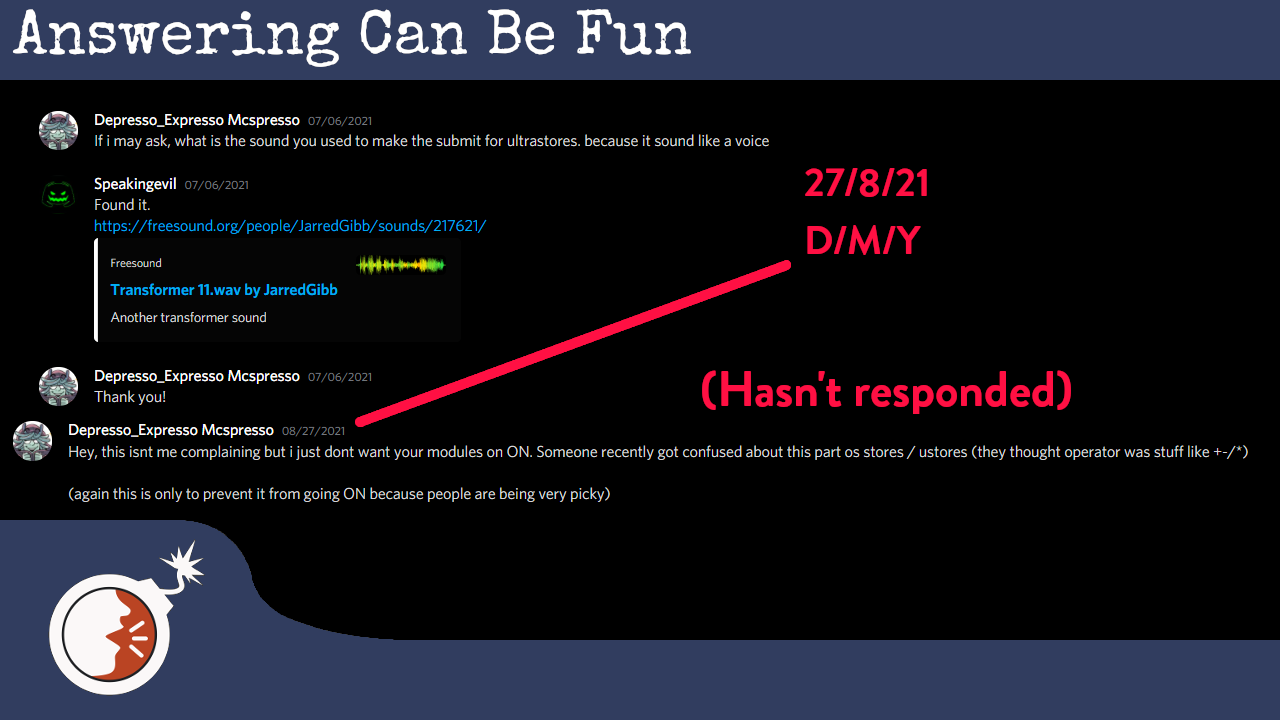 Answering Can Be Fun
Depresso_Expresso Mcspresso 07/06/2021
If i may ask, what is the sound you used to make the submit for ultrastores. because it sound like a voice
Speakingevil 07/06/2021
Found it.
https://freesound.org/people/JarredGibb/sounds/217621/
Freesound
Transformer 11.wav by JarredGibb
Another transformer sound
27/8/21
D/M/Y
Depresso_Expresso Mcspresso 07/06/2021
Thank you!
(Hasn't responded)
Depresso_Expresso Mcspresso 08/27/2021
Hey, this isnt me complaining but i just dont want your modules on ON. Someone recently got confused about this part os stores / ustores (they thought operator was stuff like +-/*)
(again this is only to prevent it from going ON because people are being very picky)